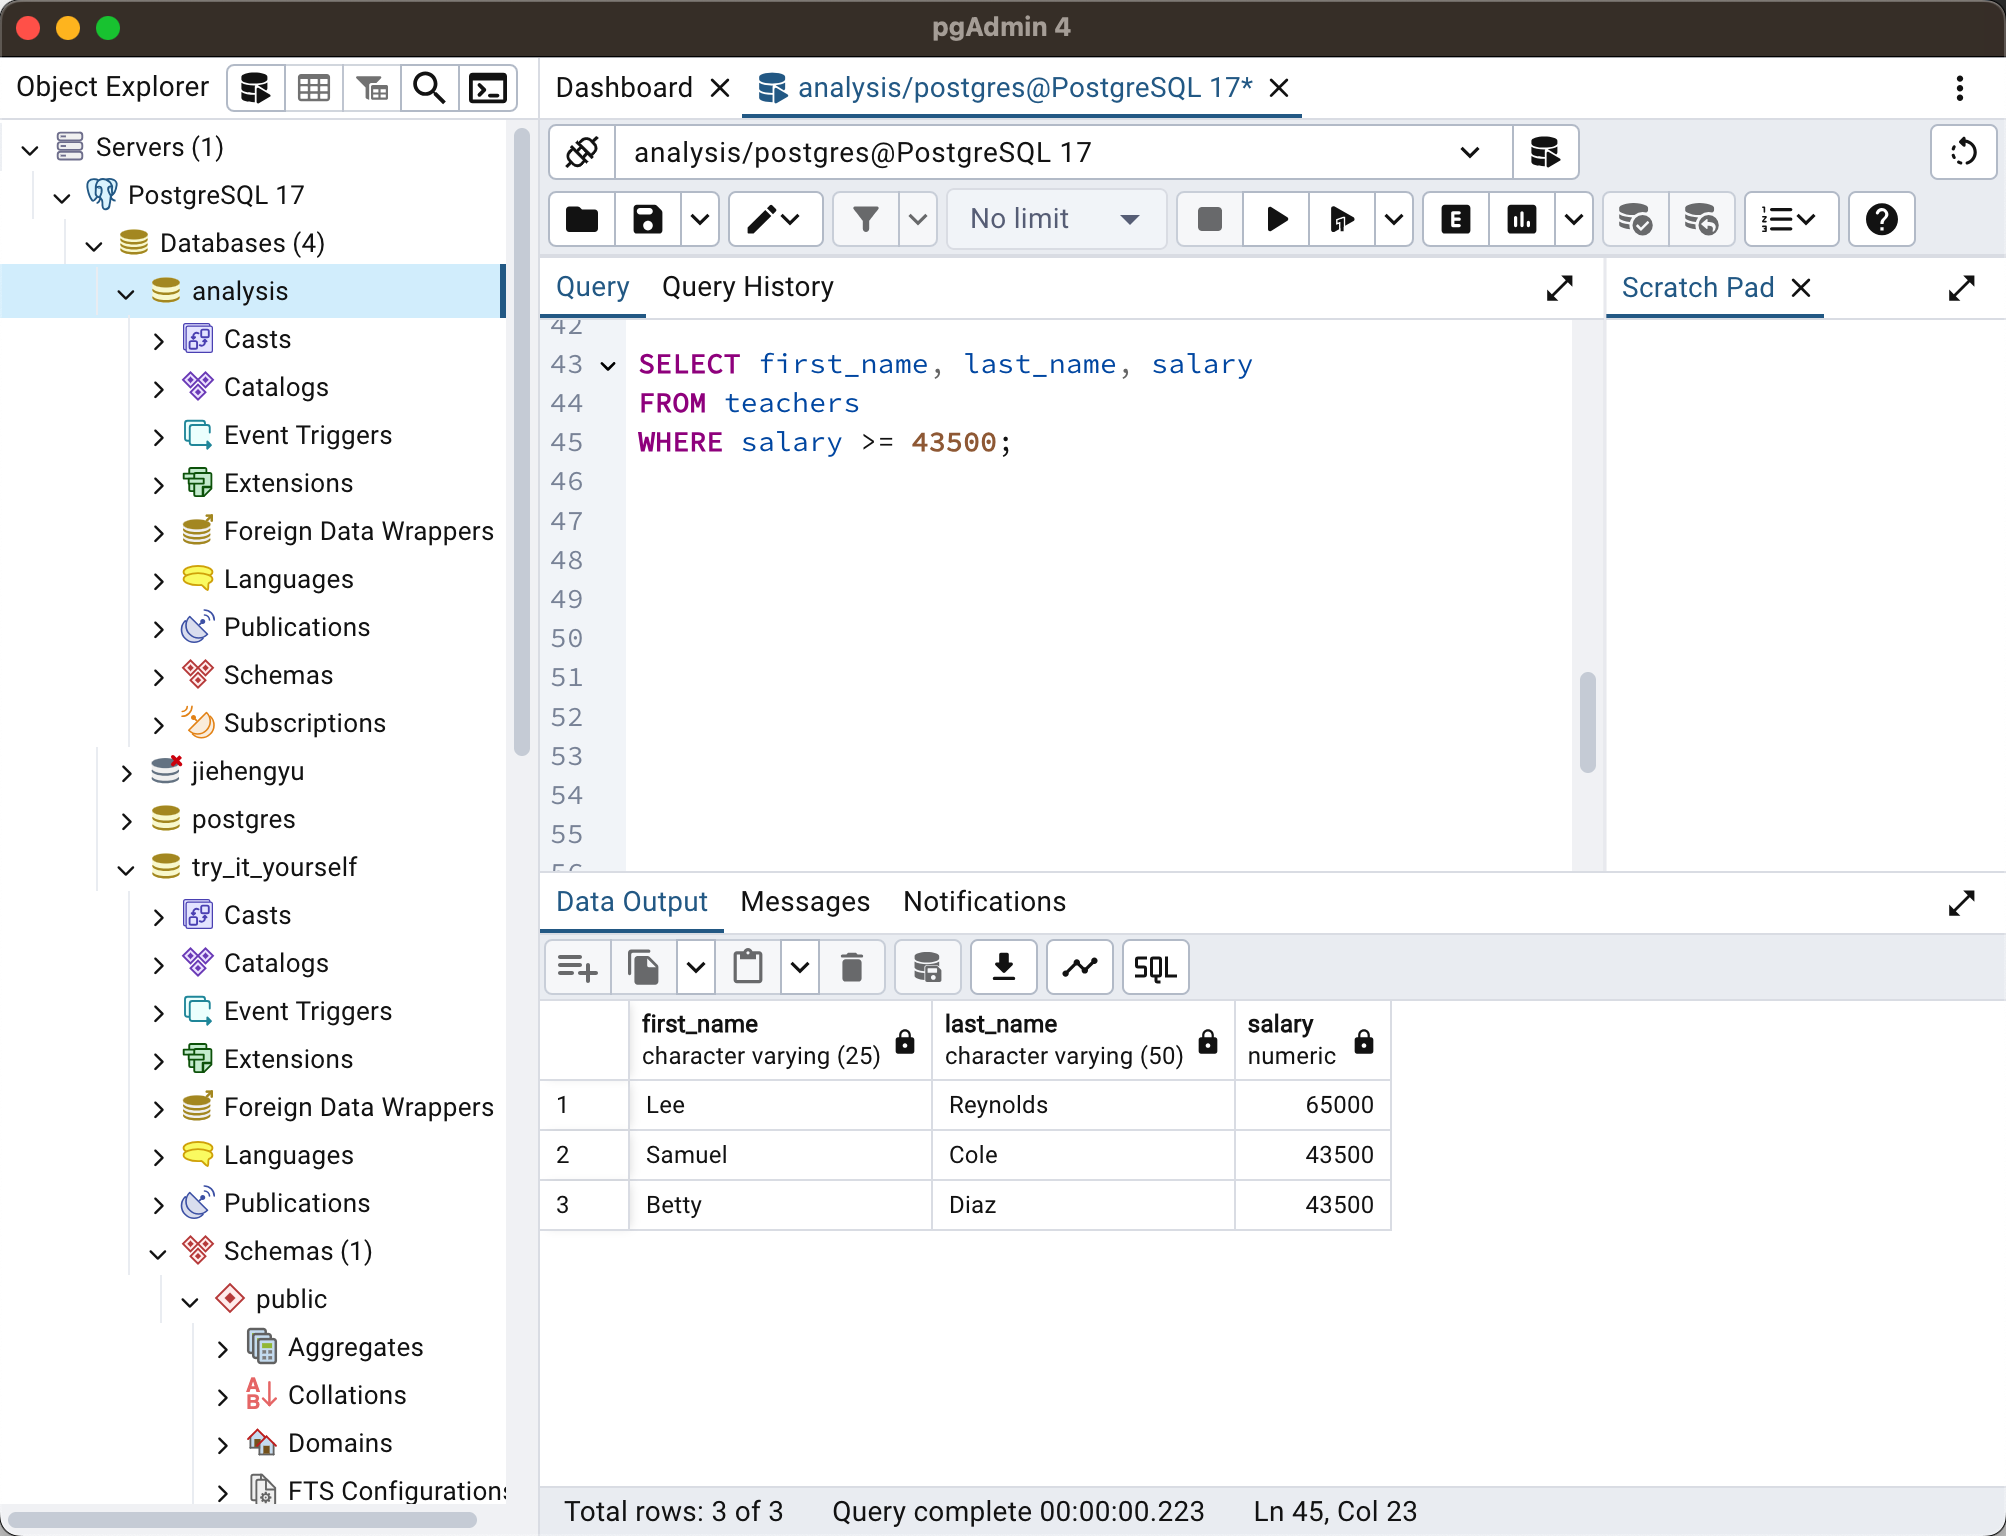 pgAdmin 4
Object Explorer
Servers (1)
PostgreSQL 17
Databases (4)
analysis
Casts
Catalogs
Event Triggers
Extensions
Foreign Data Wrappers
Languages
Publications
Schemas
Subscriptions
jiehengyu
postgres
try_it_yourself
Casts
Catalogs
Event Triggers
Extensions
Foreign Data Wrappers
Languages
Publications
Schemas (1)
public
Aggregates
Collations
Domains
FTS Configurations
Dashboard
analysis/postgres@PostgreSQL 17*
analysis/postgres@PostgreSQL 17
No limit
E
Query Query History
Scratch Pad
42
43 SELECT first_name, last_name, salary
44 FROM teachers
45 WHERE salary >= 43500;
46
47
48
49
50
51
52
53
54
55
56
Data Output Messages Notifications
SQL
first_name last_name salary
character varying (25) character varying (50) numeric
1 Lee Reynolds 65000
2 Samuel Cole 43500
3 Betty Diaz 43500
Total rows: 3 of 3 Query complete 00:00:00.223 Ln 45, Col 23